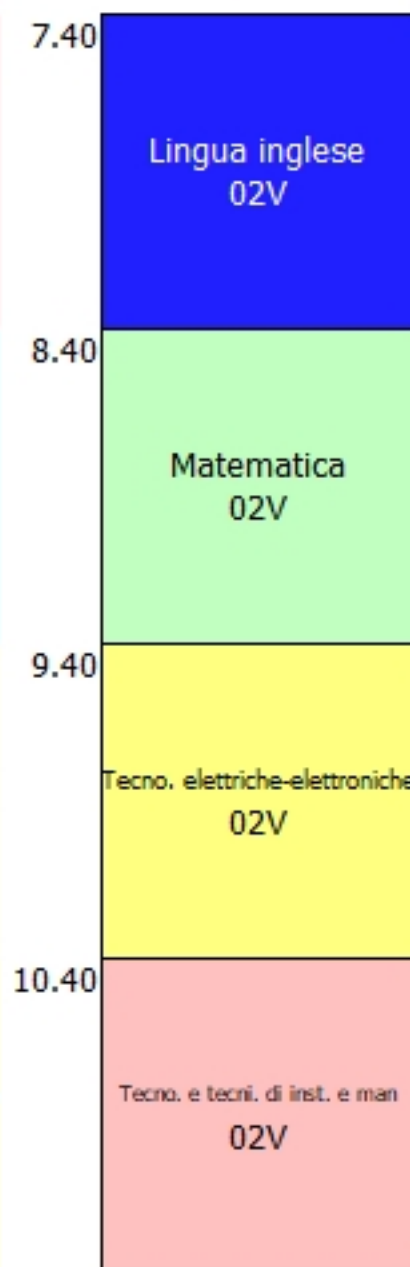 7.40
Lingua inglese
02V
8.40
Matematica
02V
9.40
Tecno. elettriche-elettroniche
02V
10.40
Tecno. e tecni. di inst. e man
02V